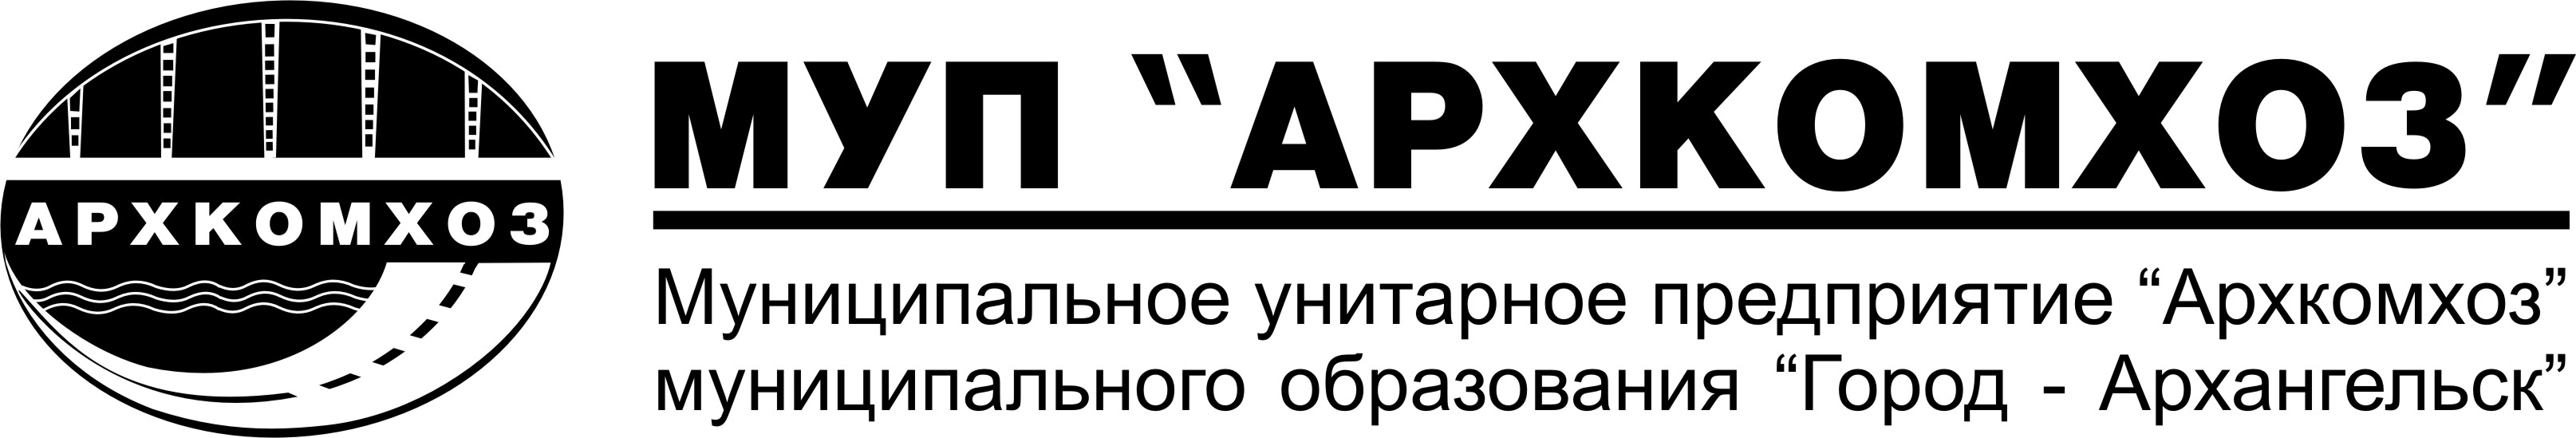 АРХКОМХОЗ
МУП “АРХКОМХОЗ”
Муниципальное унитарное предприятие “Архкомхоз”
муниципального образования “Город - Архангельск”